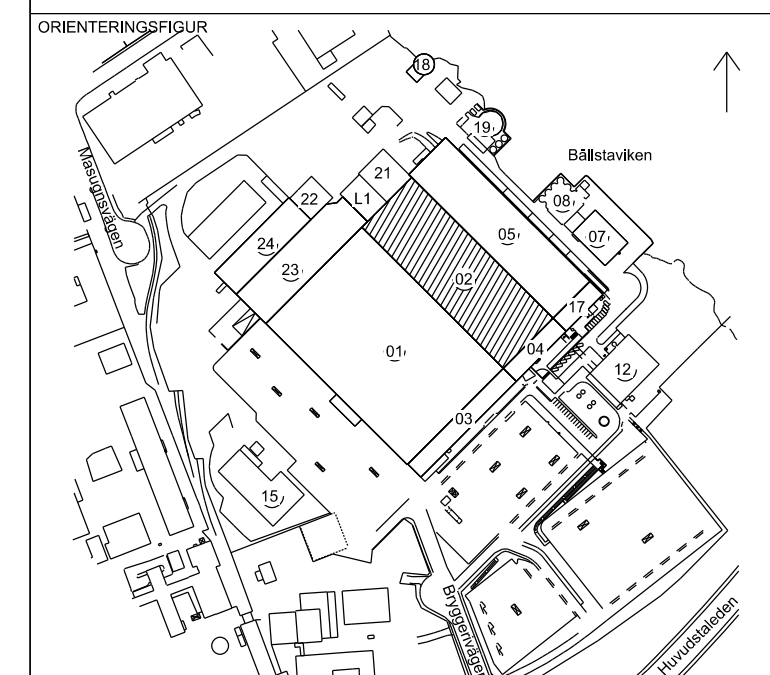 ORIENTERINGSFIGUR
18
19
Bällstaviken
Masugnsvägen
21
22
L1
08
05
07
24
23
02
17
01
04
12
03
15
Bryggerivägen
Huvudstaleden